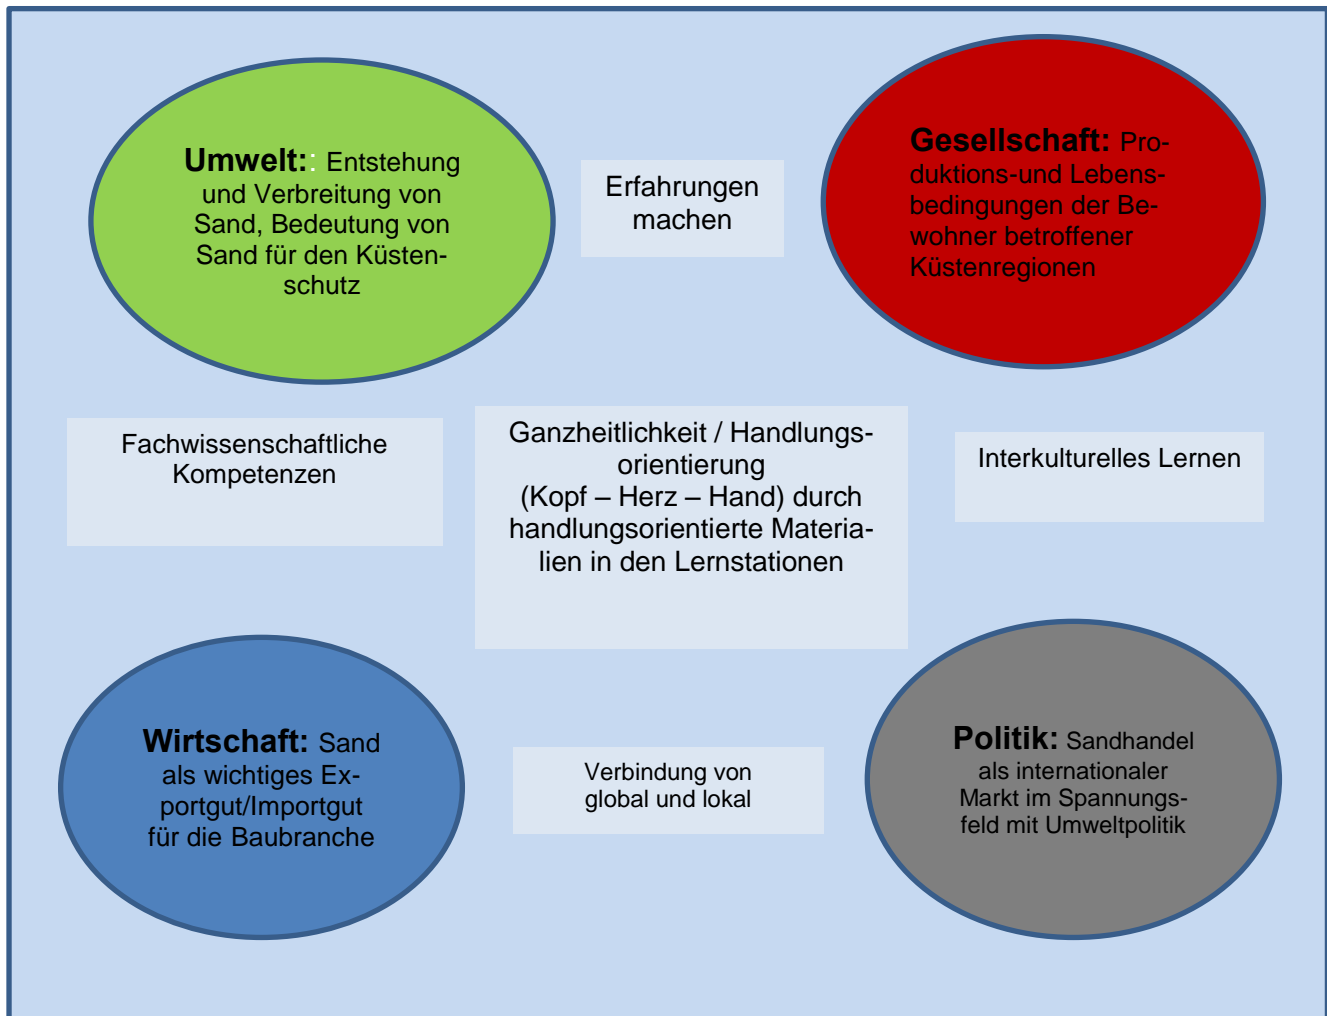 Umwelt:: Entstehung
und Verbreitung von
Sand, Bedeutung von
Sand für den Küsten-
schutz
Erfahrungen
machen
Gesellschaft: Pro-
duktions-und Lebens-
bedingungen der Be-
wohner betroffener
Küstenregionen
Fachwissenschaftliche
Kompetenzen
Ganzheitlichkeit / Handlungs-
orientierung
(Kopf – Herz – Hand) durch
handlungsorientierte Materia-
lien in den Lernstationen
Interkulturelles Lernen
Wirtschaft: Sand
als wichtiges Ex-
portgut/Importgut
für die Baubranche
Verbindung von
global und lokal
Politik: Sandhandel
als internationaler
Markt im Spannungs-
feld mit Umweltpolitik